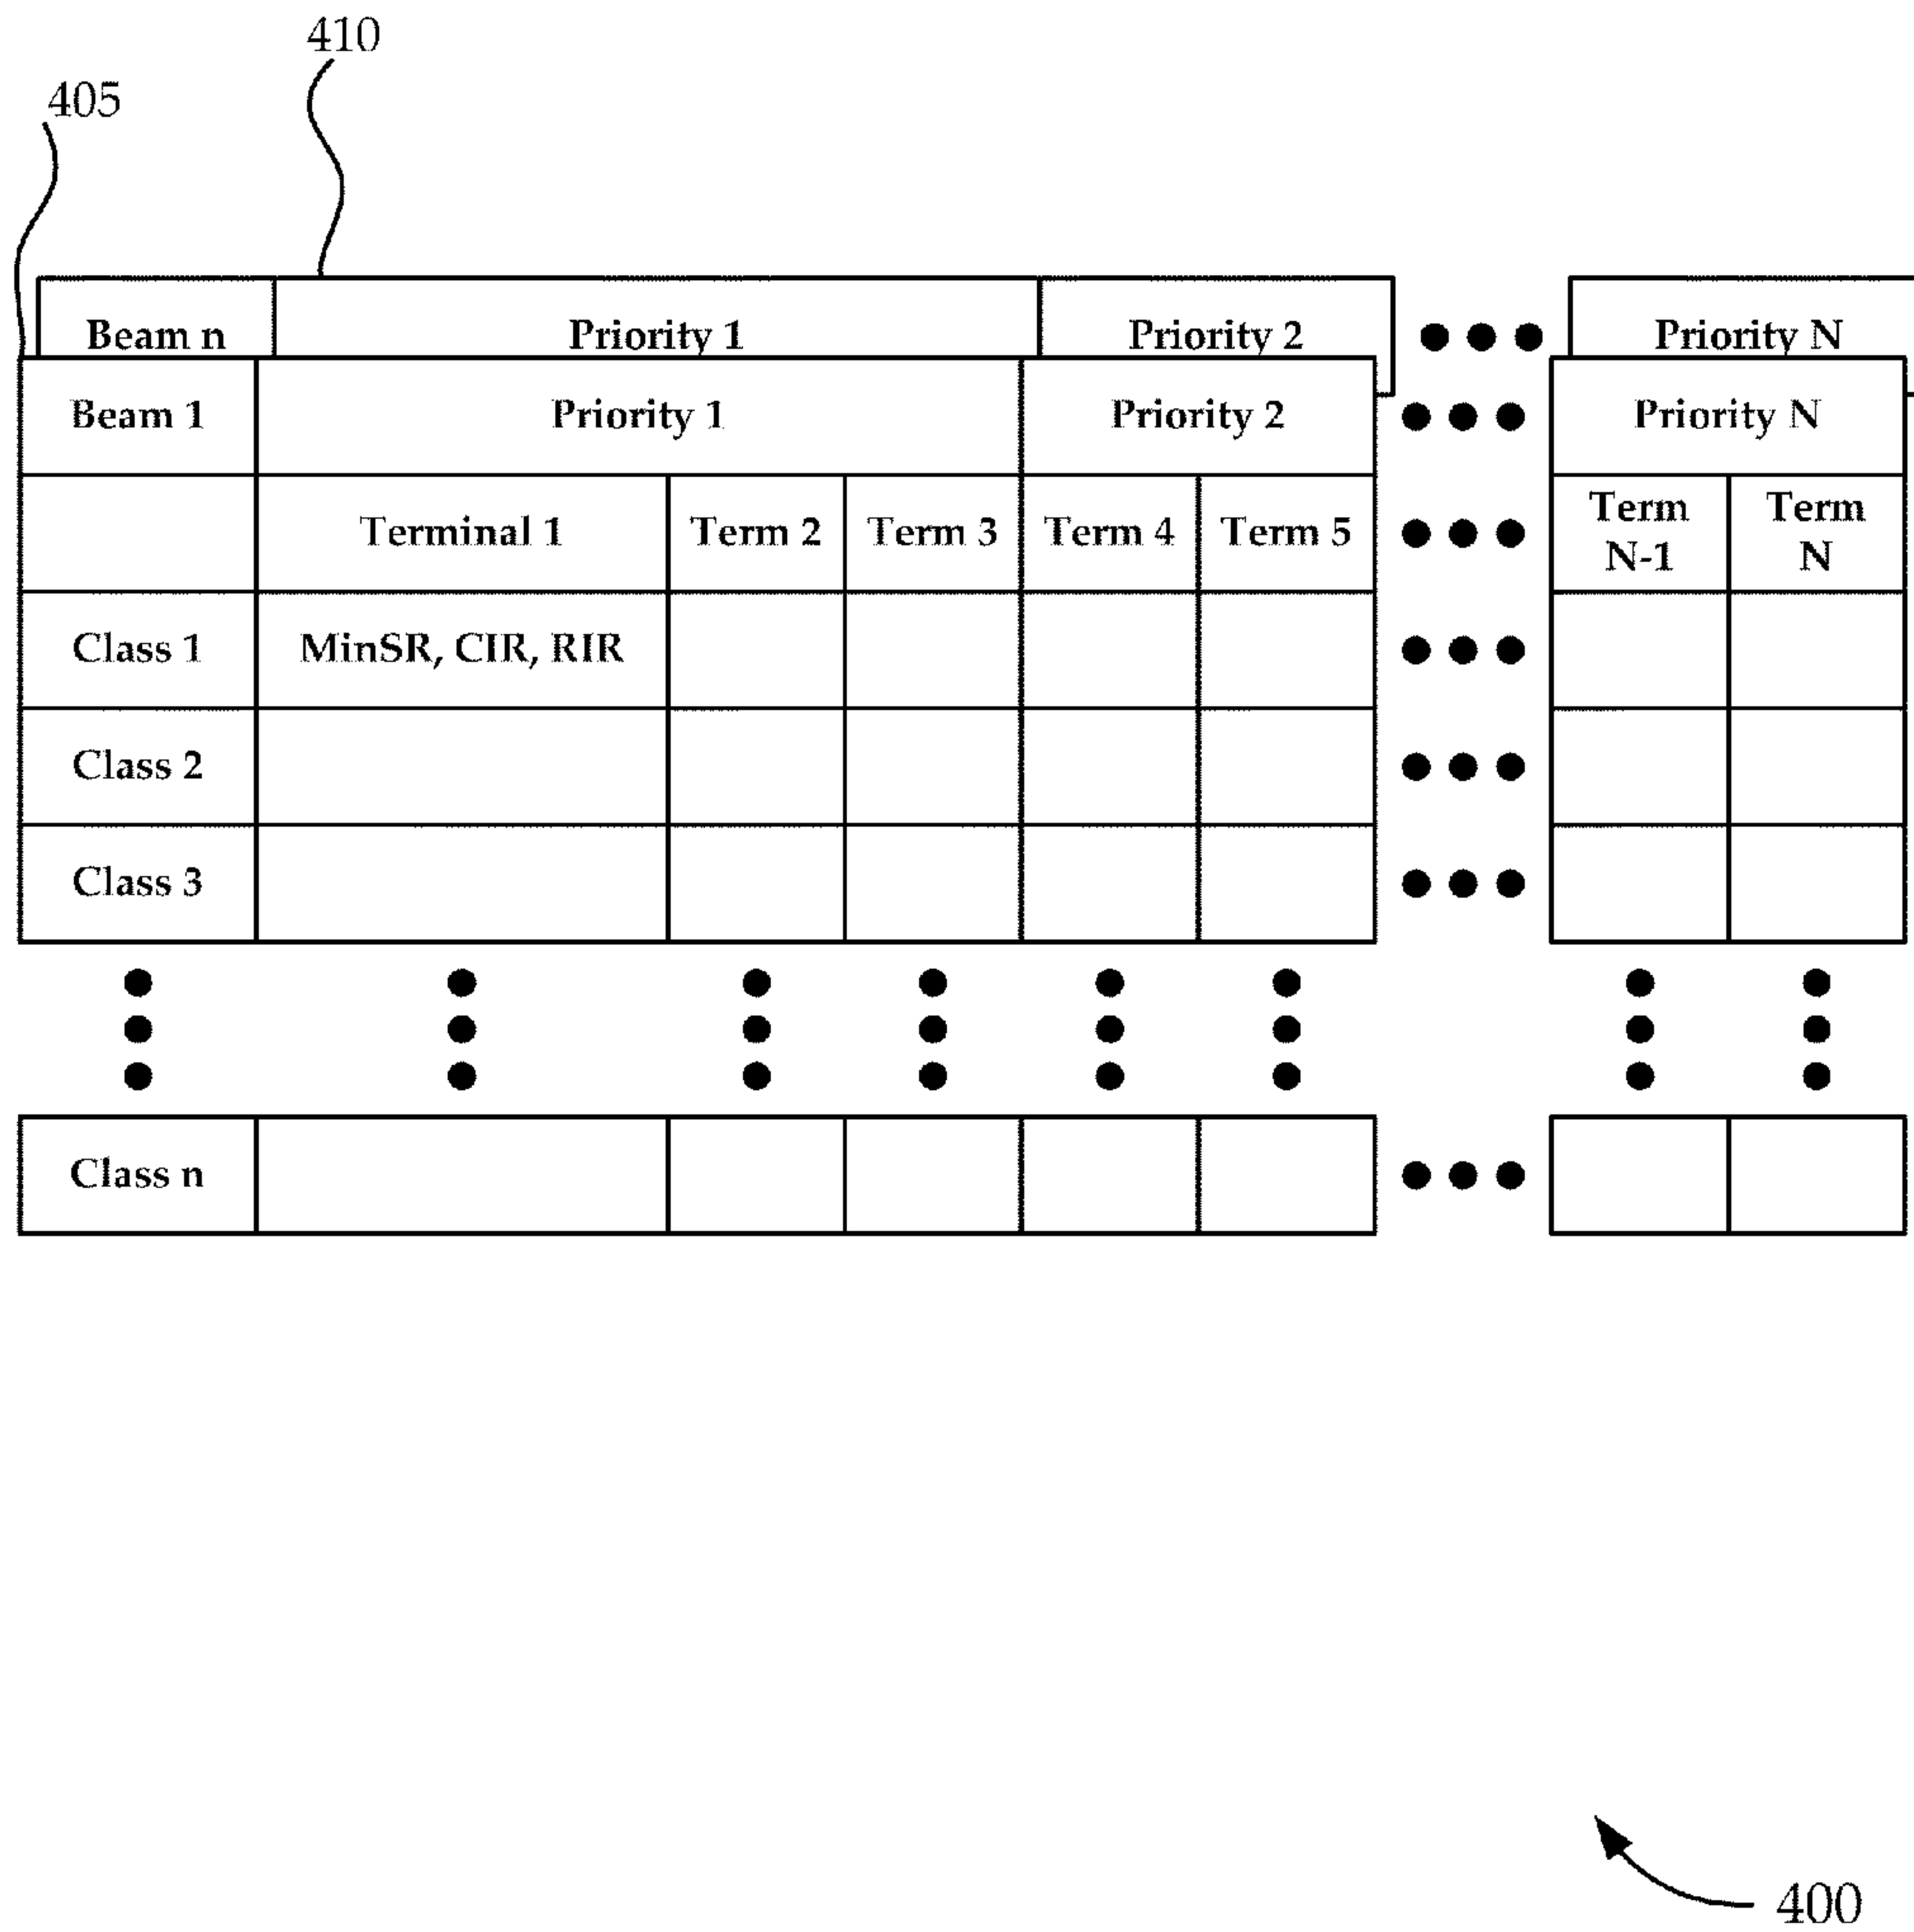 410
405
Beam n Priority 1 Priority 2 Priority N
Beam 1 Priority 1 Priority 2 Priority N
Terminal 1 Term 2 Term 3 Term 4 Term 5 Term N-1 Term N
Class 1 MinSR, CIR, RIR
Class 2
Class 3
Class n
400